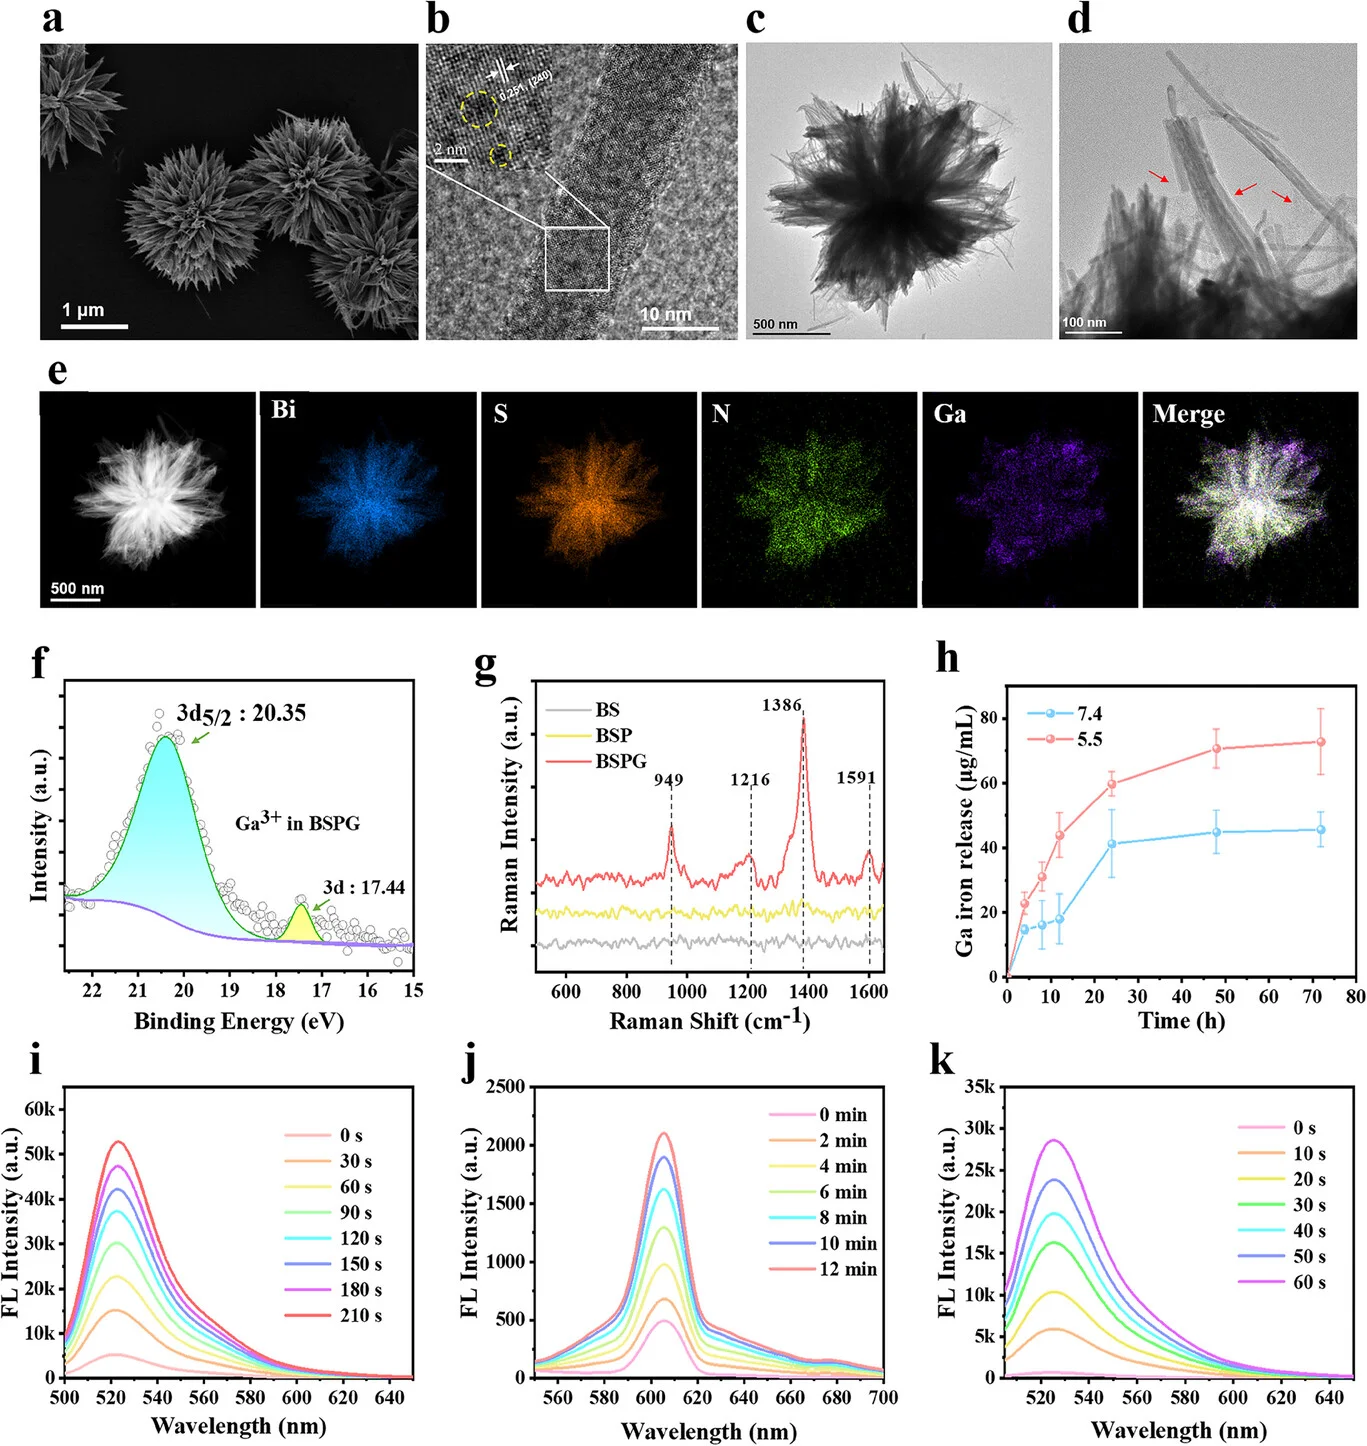 a
b
c
d
0.251, (240)
2 nm
1 μm
10 nm
500 nm
100 nm
e
Bi
S
N
Ga
Merge
500 nm
f
g
h
3d5/2 : 20.35
Ga3+ in BSPG
3d : 17.44
Intensity (a.u.)
22 21 20 19 18 17 16 15
Binding Energy (eV)
BS
BSP
BSPG
949
1216
1386
1591
Raman Intensity (a.u.)
600 800 1000 1200 1400 1600
Raman Shift (cm-1)
7.4
5.5
Ga iron release (μg/mL)
80
60
40
20
0
0 10 20 30 40 50 60 70 80
Time (h)
i
j
k
FL Intensity (a.u.)
60k
50k
40k
30k
20k
10k
0
0 s
30 s
60 s
90 s
120 s
150 s
180 s
210 s
500 520 540 560 580 600 620 640
Wavelength (nm)
FL Intensity (a.u.)
2500
2000
1500
1000
500
0
0 min
2 min
4 min
6 min
8 min
10 min
12 min
560 580 600 620 640 660 680 700
Wavelength (nm)
FL Intensity (a.u.)
35k
30k
25k
20k
15k
10k
5k
0
0 s
10 s
20 s
30 s
40 s
50 s
60 s
520 540 560 580 600 620 640
Wavelength (nm)